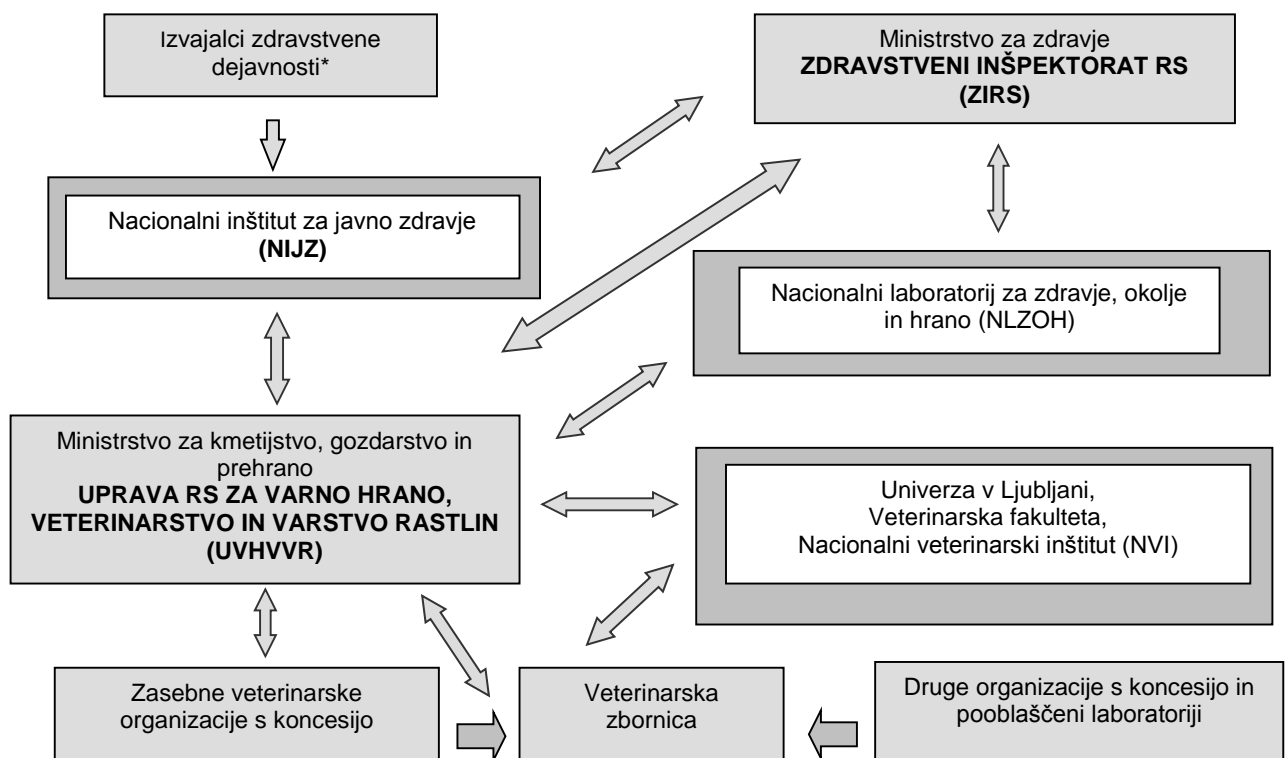 Izvajalci zdravstvene
dejavnosti*
Ministrstvo za zdravje
ZDRAVSTVENI INŠPEKTORAT RS
(ZIRS)
Nacionalni inštitut za javno zdravje
(NIJZ)
Nacionalni laboratorij za zdravje, okolje
in hrano (NLZOH)
Ministrstvo za kmetijstvo, gozdarstvo in
prehrano
UPRAVA RS ZA VARNO HRANO,
VETERINARSTVO IN VARSTVO RASTLIN
(UVHVVR)
Univerza v Ljubljani,
Veterinarska fakulteta,
Nacionalni veterinarski inštitut (NVI)
Zasebne veterinarske
organizacije s koncesijo
Veterinarska
zbornica
Druge organizacije s koncesijo in
pooblaščeni laboratoriji